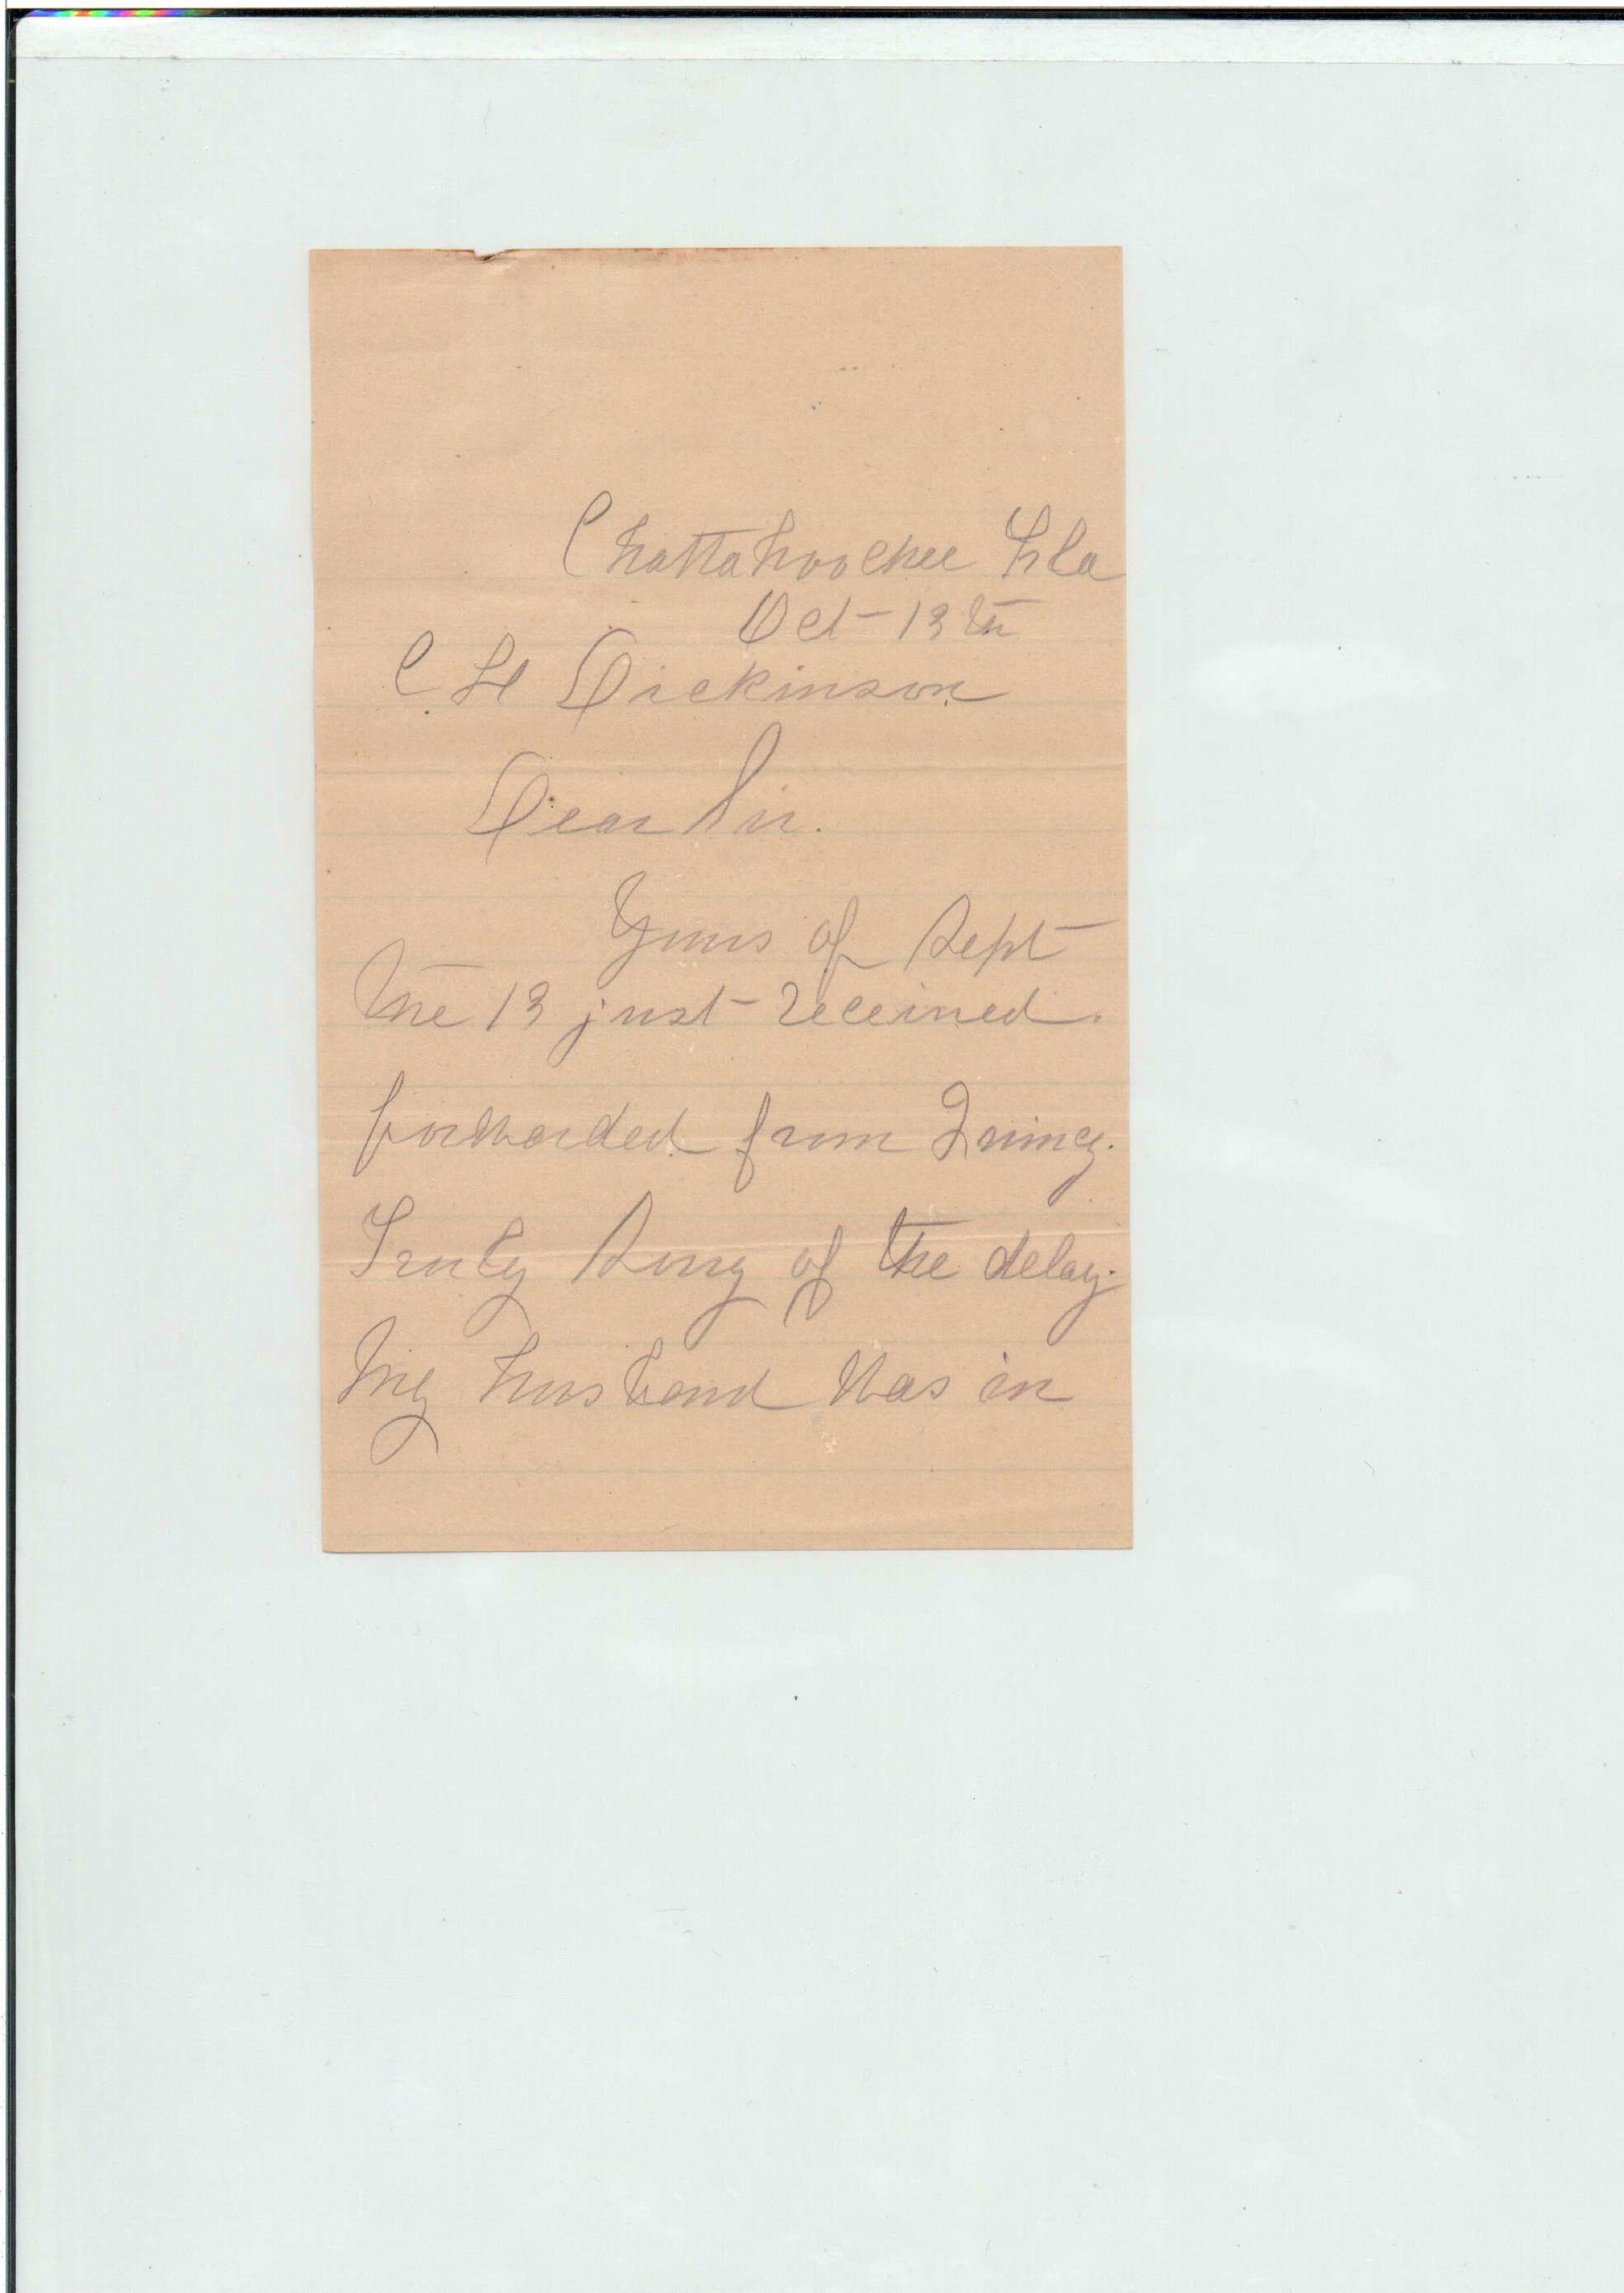 Chattahoochee Fla
Oct - 13th
C. H Dickinson.
Dear Sir.
Yours of Sept
the 13 just received.
forwarded from Quincy.
Truly Sorry of the delay.
My husband was in